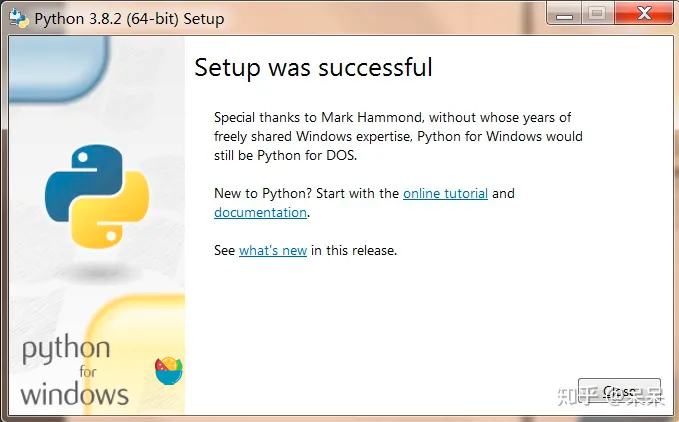 Python 3.8.2 (64-bit) Setup
Setup was successful
Special thanks to Mark Hammond, without whose years of
freely shared Windows expertise, Python for Windows would
still be Python for DOS.
New to Python? Start with the online tutorial and
documentation.
See what's new in this release.
python
for
windows
Close
知乎 @呆呆